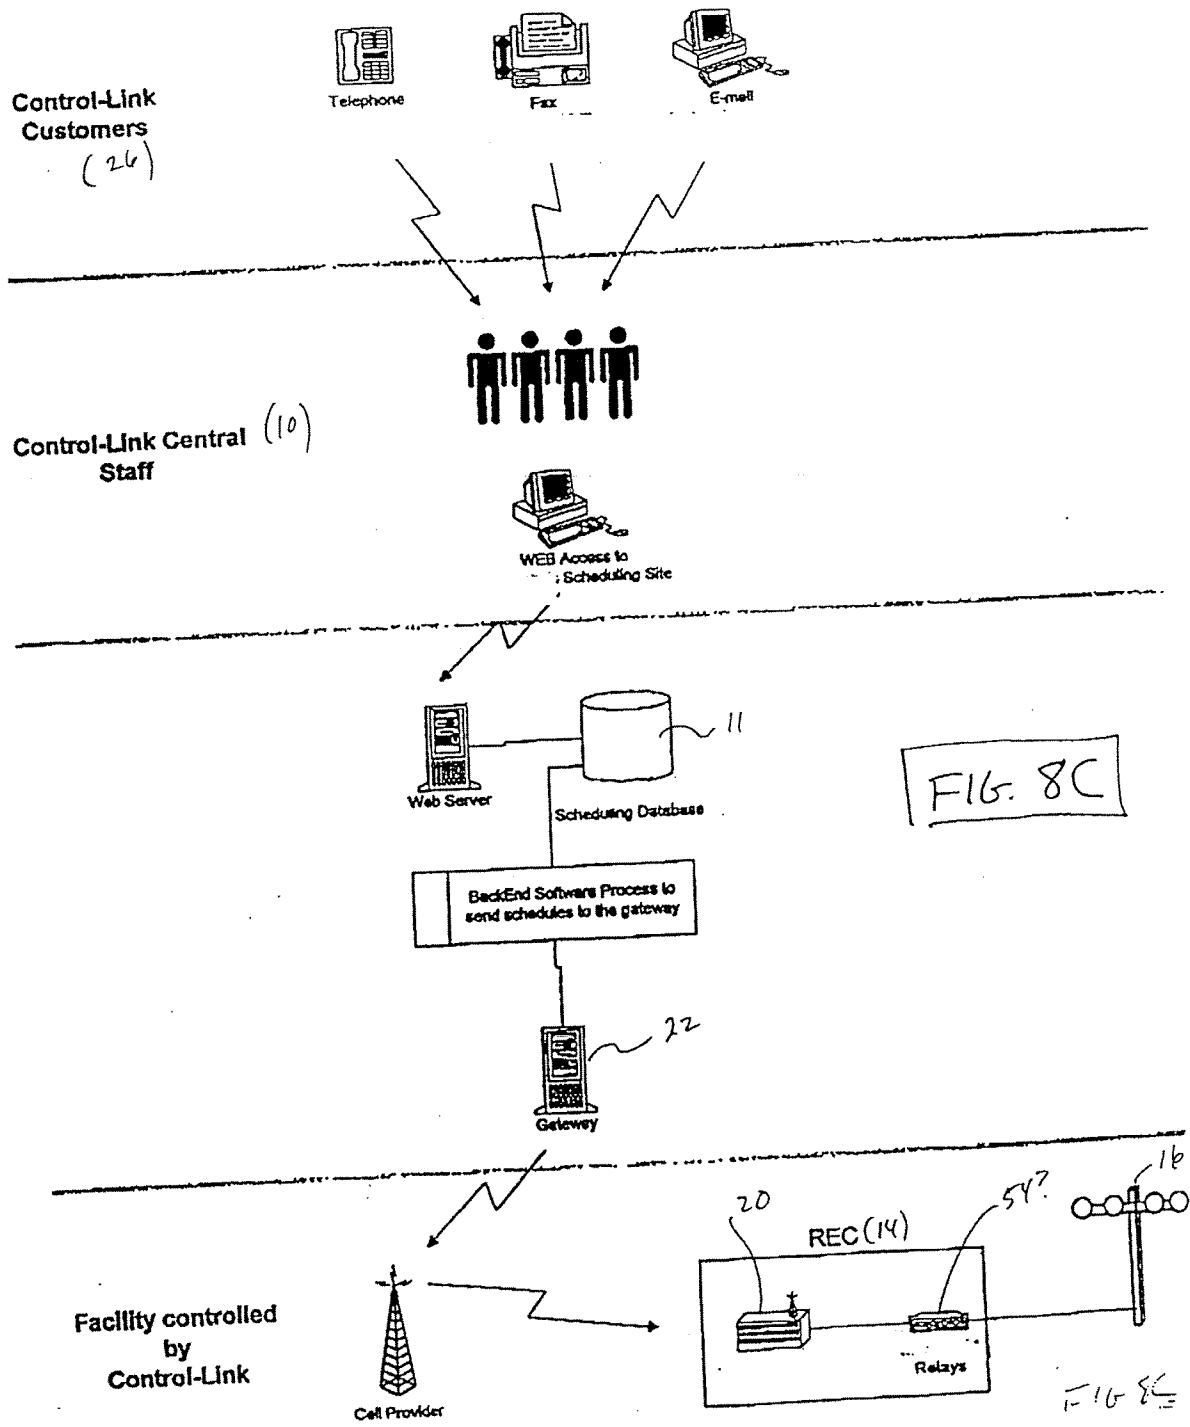 Telephone
Fax
E-mail
Control-Link
Customers
(26)
Control-Link Central (10)
Staff
WEB Access to
Scheduling Site
11
Web Server
Scheduling Database
FIG. 8C
BackEnd Software Process to
send schedules to the gateway
22
Gateway
16
20
54?
REC (14)
Facility controlled
by
Control-Link
Relays
Cell Provider
FIG 8C